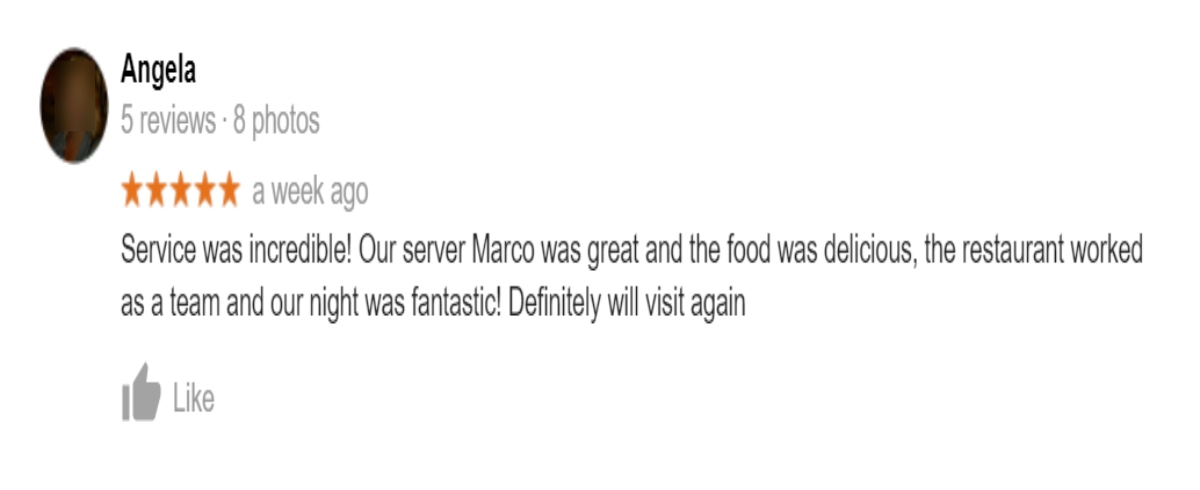 Angela
5 reviews · 8 photos
a week ago
Service was incredible! Our server Marco was great and the food was delicious, the restaurant worked
as a team and our night was fantastic! Definitely will visit again
Like